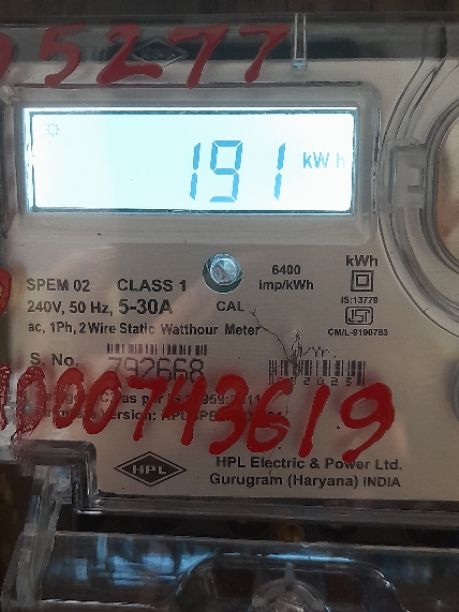 5277
191 kWh
6400
imp/kWh
kWh
SPEM 02 CLASS 1
240V, 50 Hz, 5-30A
CAL
IS:13779
ISI
CM/L-9190783
ac, 1Ph, 2 Wire Static Watthour Meter
S. No.
792668
/Yr.
1000743619
HPL
HPL Electric & Power Ltd.
Gurugram (Haryana) INDIA